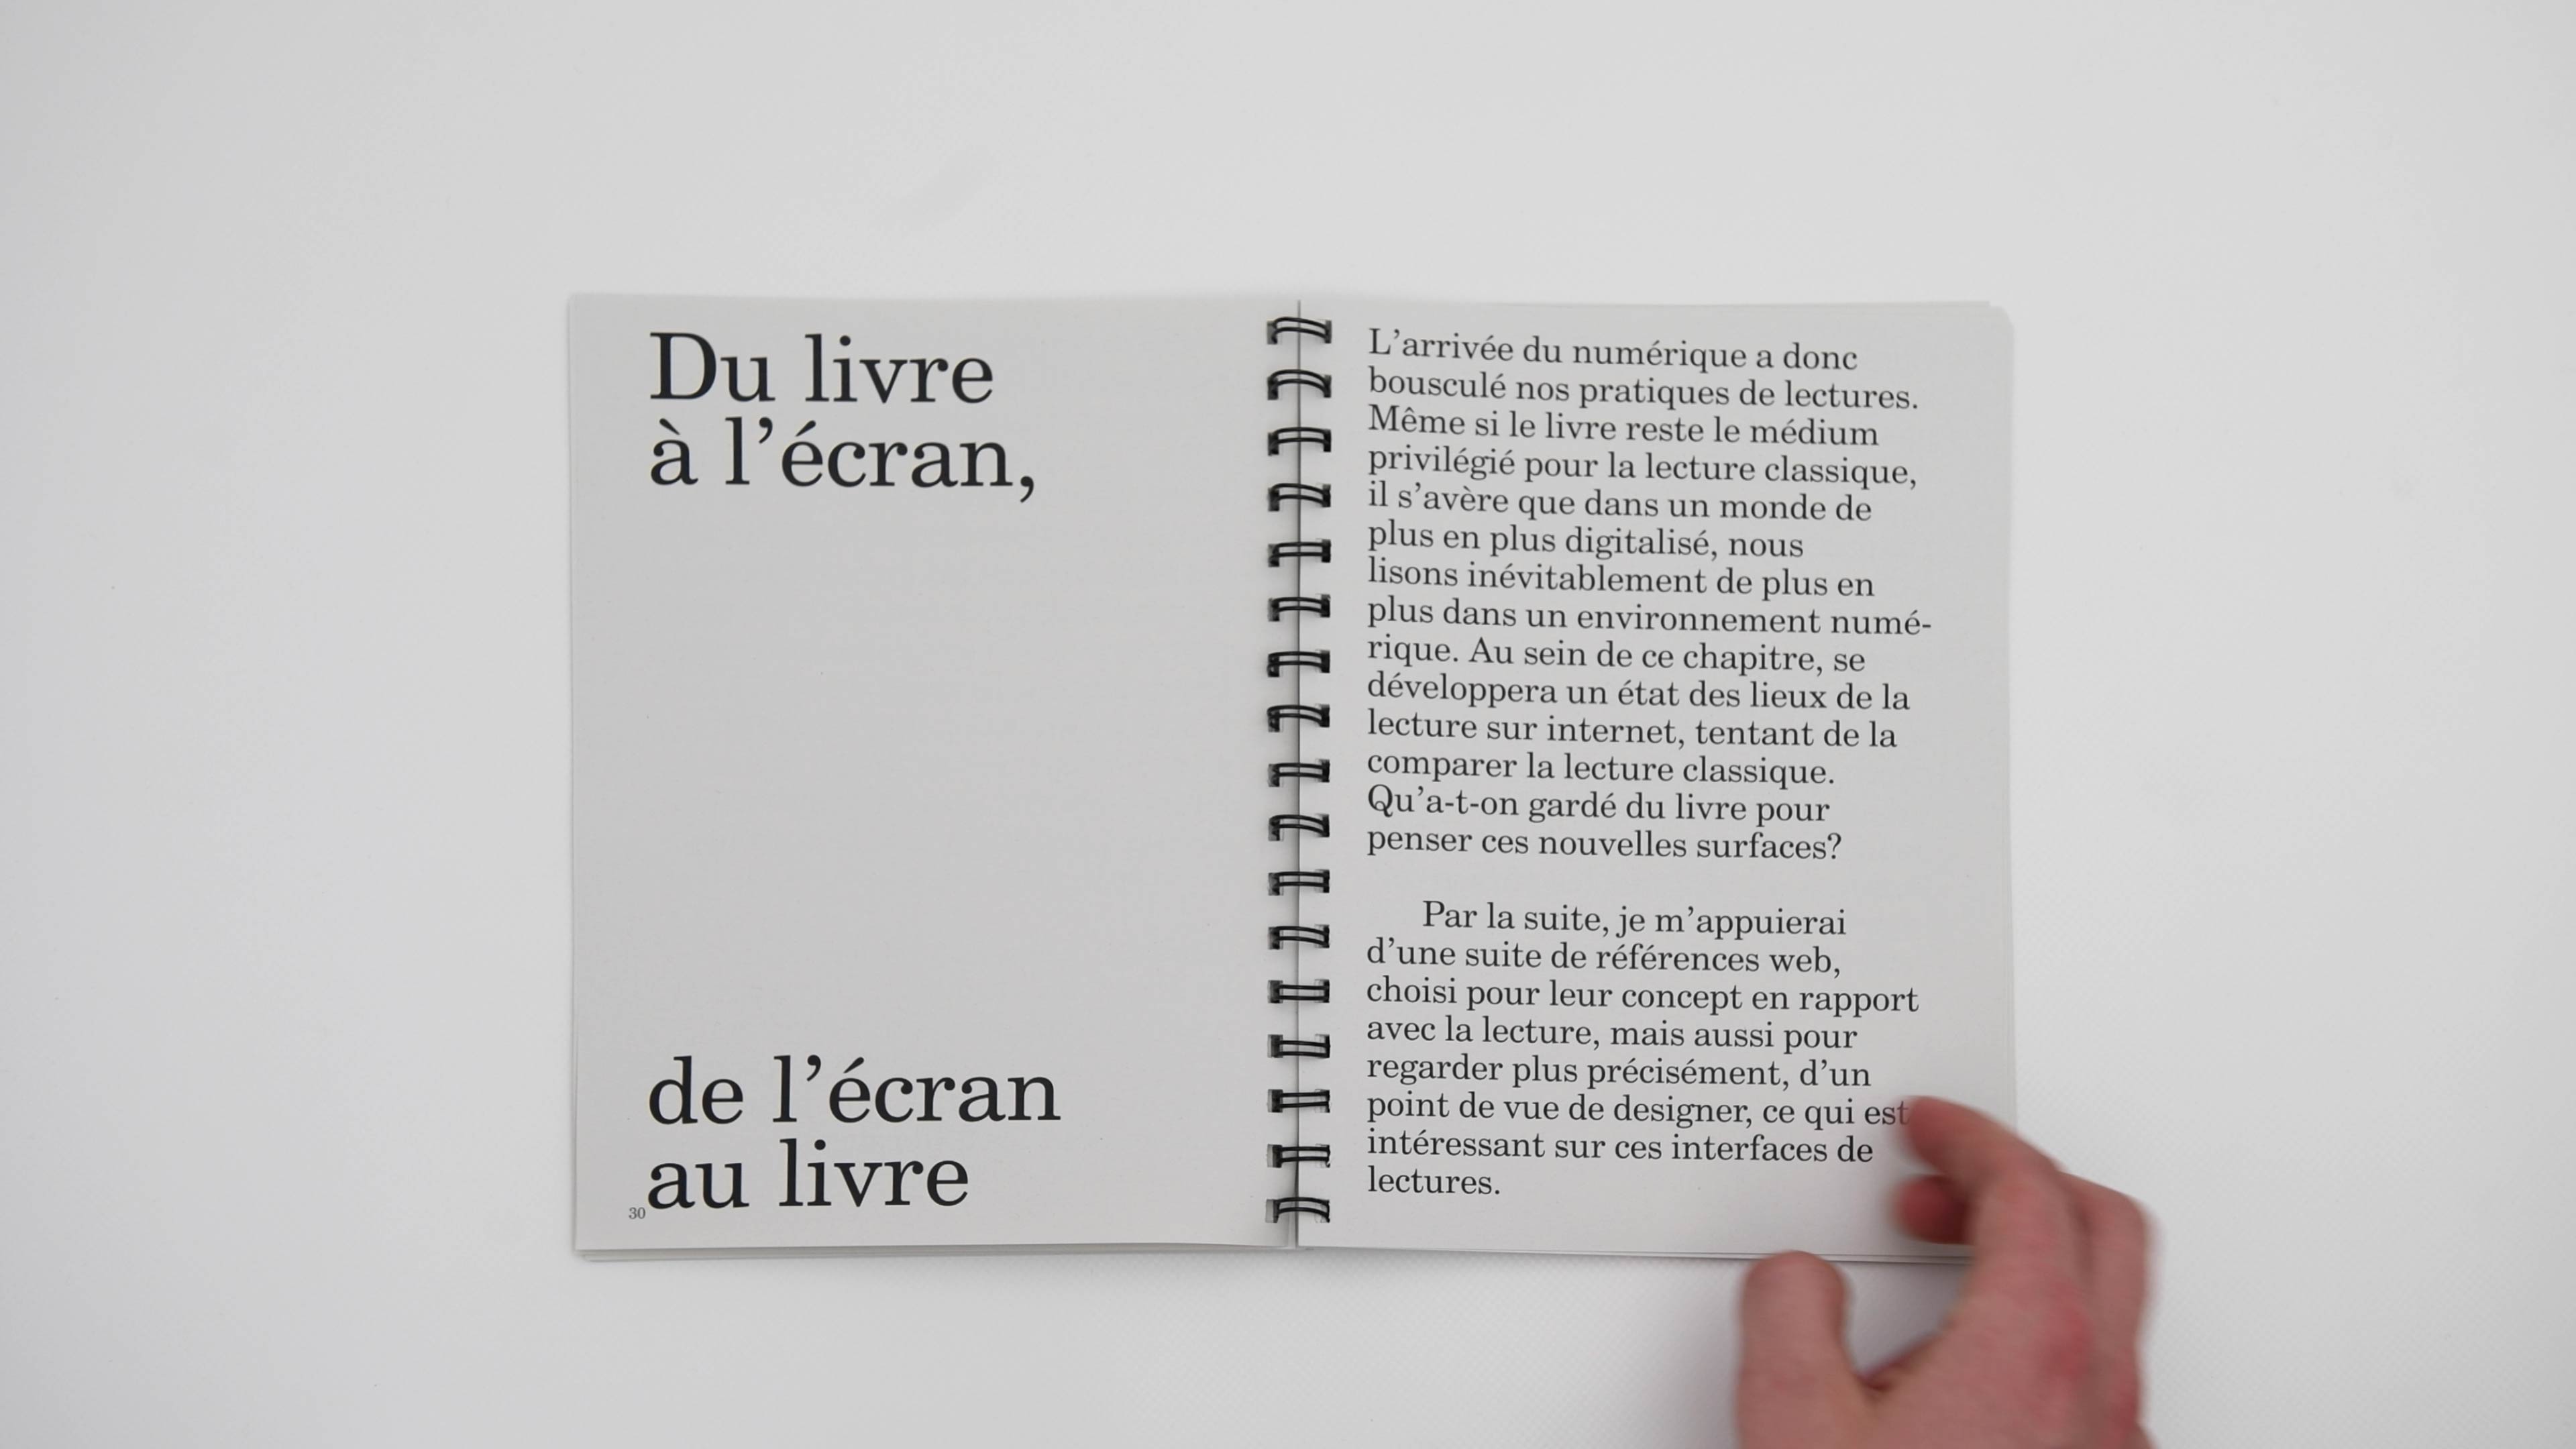 Du livre
à l’écran,
de l’écran
au livre
30
L’arrivée du numérique a donc
bousculé nos pratiques de lectures.
Même si le livre reste le médium
privilégié pour la lecture classique,
il s’avère que dans un monde de
plus en plus digitalisé, nous
lisons inévitablement de plus en
plus dans un environnement numé-
rique. Au sein de ce chapitre, se
développera un état des lieux de la
lecture sur internet, tentant de la
comparer la lecture classique.
Qu’a-t-on gardé du livre pour
penser ces nouvelles surfaces?
Par la suite, je m’appuierai
d’une suite de références web,
choisi pour leur concept en rapport
avec la lecture, mais aussi pour
regarder plus précisément, d’un
point de vue de designer, ce qui est
intéressant sur ces interfaces de
lectures.